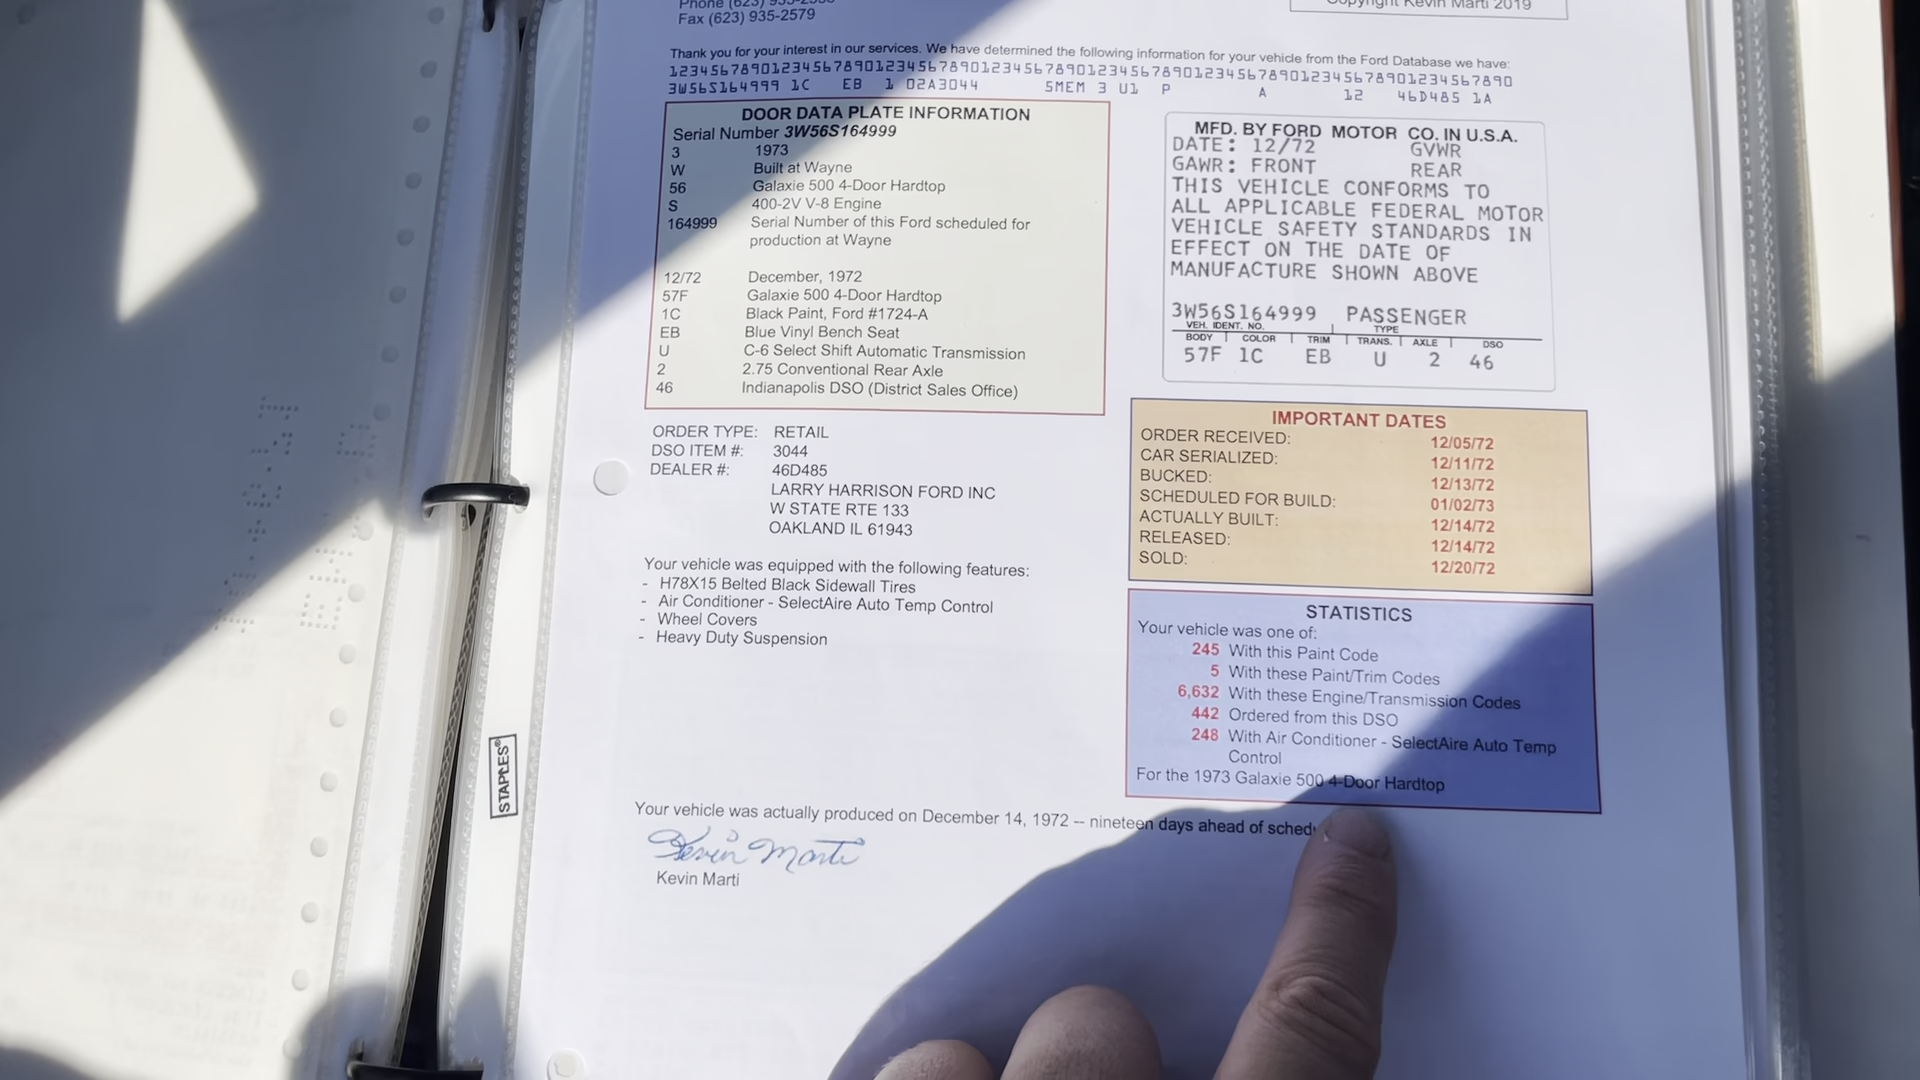 Fax (623) 935-2579
Copyright Kevin Marti 2019
Thank you for your interest in our services. We have determined the following information for your vehicle from the Ford Database we have:
12345678901234567890123456789012345678901234567890123456789012345678901234567890
3W56S164999 1C EB 1 02A3044 5MEM 3 U1 P A 12 46D485 1A
DOOR DATA PLATE INFORMATION
Serial Number 3W56S164999
3 1973
W Built at Wayne
56 Galaxie 500 4-Door Hardtop
S 400-2V V-8 Engine
164999 Serial Number of this Ford scheduled for
production at Wayne
12/72 December, 1972
57F Galaxie 500 4-Door Hardtop
1C Black Paint, Ford #1724-A
EB Blue Vinyl Bench Seat
U C-6 Select Shift Automatic Transmission
2 2.75 Conventional Rear Axle
46 Indianapolis DSO (District Sales Office)
MFD. BY FORD MOTOR CO. IN U.S.A.
DATE: 12/72 GVWR
GAWR: FRONT REAR
THIS VEHICLE CONFORMS TO
ALL APPLICABLE FEDERAL MOTOR
VEHICLE SAFETY STANDARDS IN
EFFECT ON THE DATE OF
MANUFACTURE SHOWN ABOVE
3W56S164999 PASSENGER
VEH. IDENT. NO. TYPE
BODY COLOR TRIM TRANS. AXLE DSO
57F 1C EB U 2 46
ORDER TYPE: RETAIL
DSO ITEM #: 3044
DEALER #: 46D485
LARRY HARRISON FORD INC
W STATE RTE 133
OAKLAND IL 61943
Your vehicle was equipped with the following features:
- H78X15 Belted Black Sidewall Tires
- Air Conditioner - SelectAire Auto Temp Control
- Wheel Covers
- Heavy Duty Suspension
IMPORTANT DATES
ORDER RECEIVED: 12/05/72
CAR SERIALIZED: 12/11/72
BUCKED: 12/13/72
SCHEDULED FOR BUILD: 01/02/73
ACTUALLY BUILT: 12/14/72
RELEASED: 12/14/72
SOLD: 12/20/72
STATISTICS
Your vehicle was one of:
245 With this Paint Code
5 With these Paint/Trim Codes
6,632 With these Engine/Transmission Codes
442 Ordered from this DSO
248 With Air Conditioner - SelectAire Auto Temp
Control
For the 1973 Galaxie 500 4-Door Hardtop
Your vehicle was actually produced on December 14, 1972 -- nineteen days ahead of sched
Kevin Marti
Kevin Marti
STAPLES®